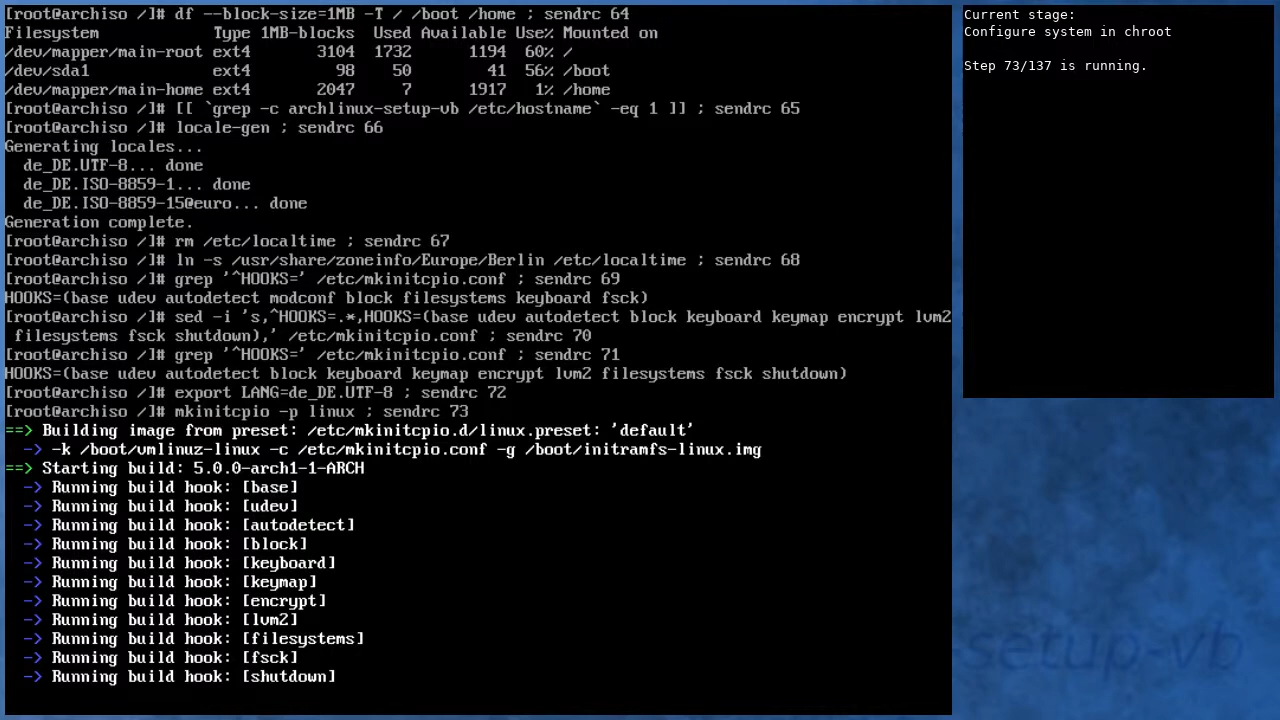 [root@archiso /]# df --block-size=1MB -T / /boot /home ; sendrc 64
Filesystem            Type 1MB-blocks  Used Available Use% Mounted on
/dev/mapper/main-root ext4       3104  1732      1194  60% /
/dev/sda1             ext4         98    50        41  56% /boot
/dev/mapper/main-home ext4       2047     7      1917   1% /home
[root@archiso /]# [[ `grep -c archlinux-setup-vb /etc/hostname` -eq 1 ]] ; sendrc 65
[root@archiso /]# locale-gen ; sendrc 66
Generating locales...
  de_DE.UTF-8... done
  de_DE.ISO-8859-1... done
  de_DE.ISO-8859-15@euro... done
Generation complete.
[root@archiso /]# rm /etc/localtime ; sendrc 67
[root@archiso /]# ln -s /usr/share/zoneinfo/Europe/Berlin /etc/localtime ; sendrc 68
[root@archiso /]# grep '^HOOKS=' /etc/mkinitcpio.conf ; sendrc 69
HOOKS=(base udev autodetect modconf block filesystems keyboard fsck)
[root@archiso /]# sed -i 's,^HOOKS=.*,HOOKS=(base udev autodetect block keyboard keymap encrypt lvm2
 filesystems fsck shutdown),' /etc/mkinitcpio.conf ; sendrc 70
[root@archiso /]# grep '^HOOKS=' /etc/mkinitcpio.conf ; sendrc 71
HOOKS=(base udev autodetect block keyboard keymap encrypt lvm2 filesystems fsck shutdown)
[root@archiso /]# export LANG=de_DE.UTF-8 ; sendrc 72
[root@archiso /]# mkinitcpio -p linux ; sendrc 73
==> Building image from preset: /etc/mkinitcpio.d/linux.preset: 'default'
  -> -k /boot/vmlinuz-linux -c /etc/mkinitcpio.conf -g /boot/initramfs-linux.img
==> Starting build: 5.0.0-arch1-1-ARCH
  -> Running build hook: [base]
  -> Running build hook: [udev]
  -> Running build hook: [autodetect]
  -> Running build hook: [block]
  -> Running build hook: [keyboard]
  -> Running build hook: [keymap]
  -> Running build hook: [encrypt]
  -> Running build hook: [lvm2]
  -> Running build hook: [filesystems]
  -> Running build hook: [fsck]
  -> Running build hook: [shutdown]
Current stage:
Configure system in chroot
Step 73/137 is running.
-setup-vb